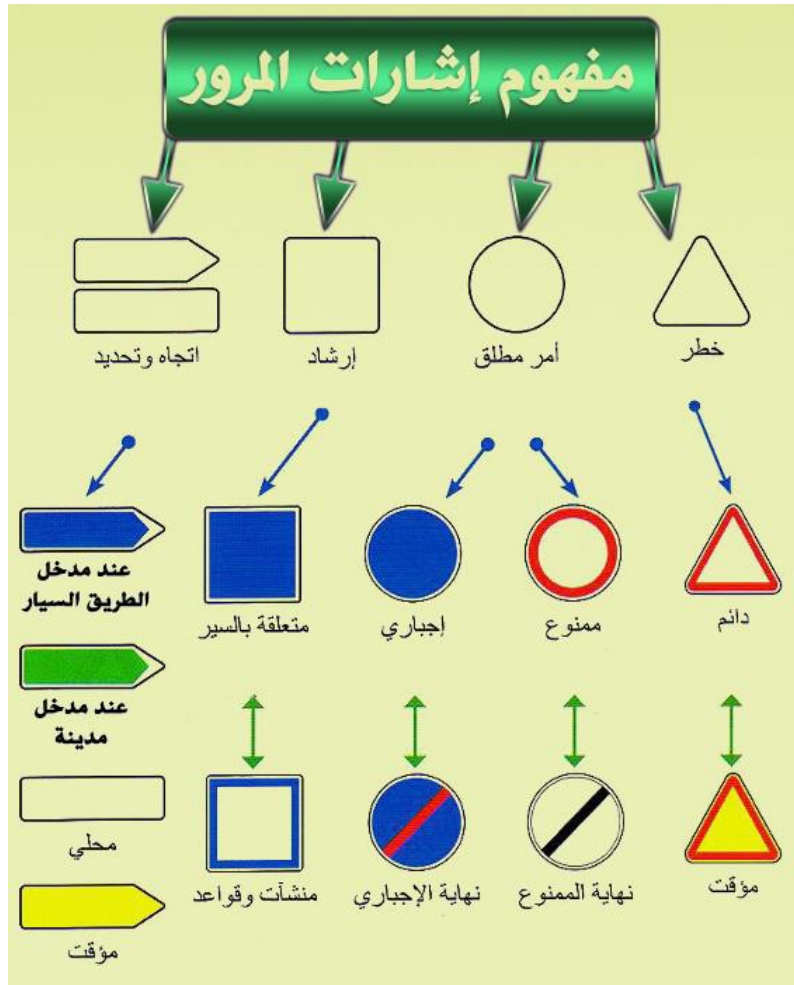 مفهوم إشارات المرور
خطر
أمر مطلق
إرشاد
اتجاه وتحديد
دائم
ممنوع
إجباري
متعلقة بالسير
عند مدخل
الطريق السيار
عند مدخل
مدينة
محلي
مؤقت
نهاية الممنوع
نهاية الإجباري
منشآت وقواعد
مؤقت